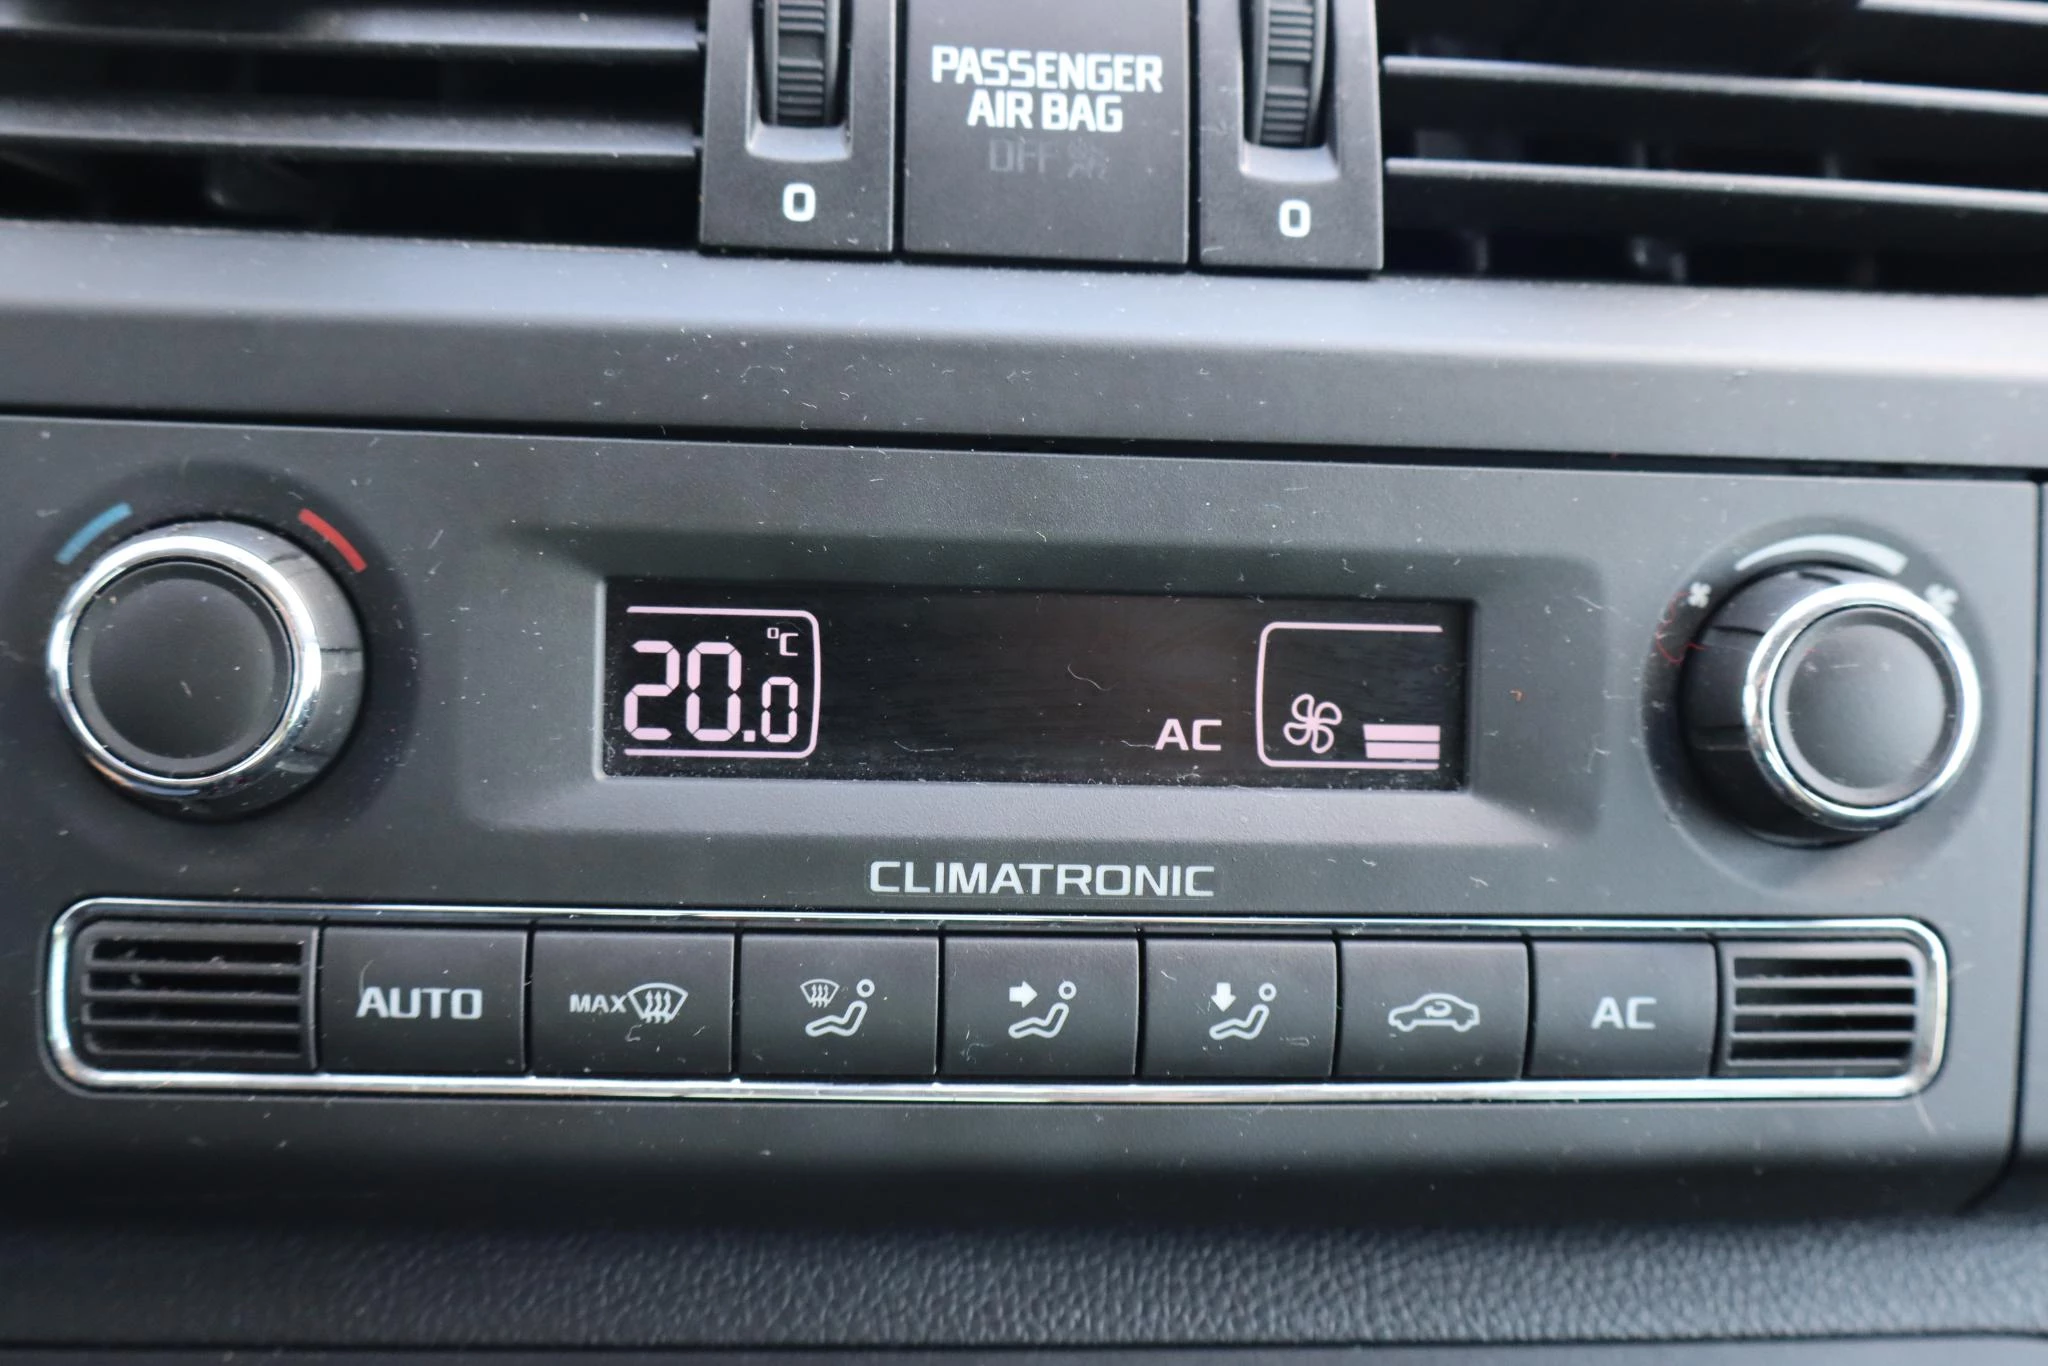 PASSENGER
AIR BAG
OFF
0
0
20.0 °C
AC
CLIMATRONIC
AUTO
MAX
AC